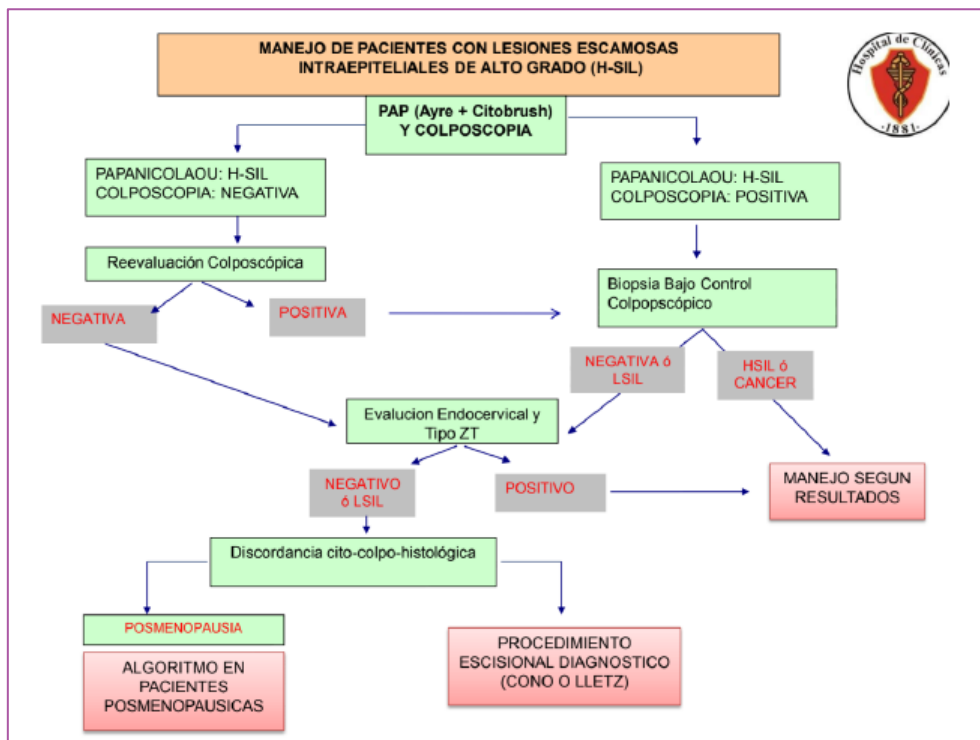 MANEJO DE PACIENTES CON LESIONES ESCAMOSAS
INTRAEPITELIALES DE ALTO GRADO (H-SIL)
Hospital de Clínicas
·1881·
PAP (Ayre + Citobrush)
Y COLPOSCOPIA
PAPANICOLAOU: H-SIL
COLPOSCOPIA: NEGATIVA
PAPANICOLAOU: H-SIL
COLPOSCOPIA: POSITIVA
Reevaluación Colposcópica
Biopsia Bajo Control
Colpopscópico
NEGATIVA
POSITIVA
NEGATIVA ó
LSIL
HSIL ó
CANCER
Evalucion Endocervical y
Tipo ZT
NEGATIVO
ó LSIL
POSITIVO
MANEJO SEGUN
RESULTADOS
Discordancia cito-colpo-histológica
POSMENOPAUSIA
ALGORITMO EN
PACIENTES
POSMENOPAUSICAS
PROCEDIMIENTO
ESCISIONAL DIAGNOSTICO
(CONO O LLETZ)